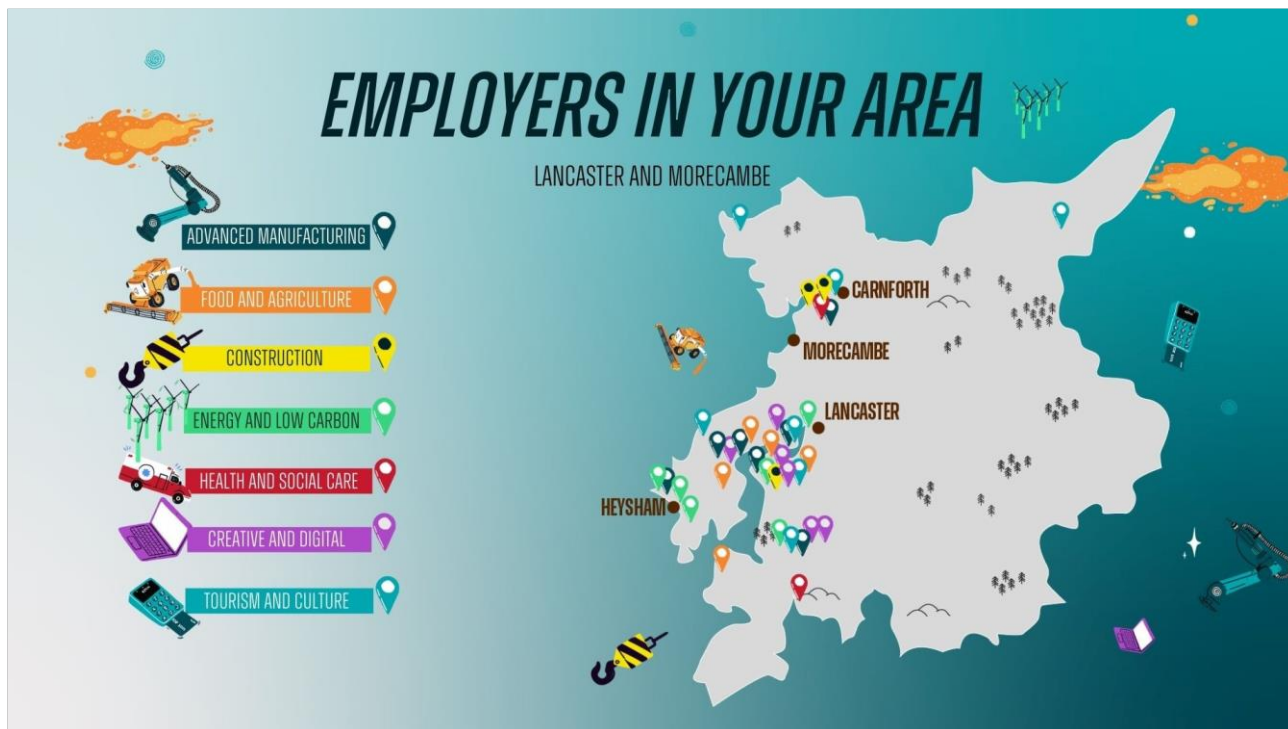 EMPLOYERS IN YOUR AREA
LANCASTER AND MORECAMBE
ADVANCED MANUFACTURING
FOOD AND AGRICULTURE
CONSTRUCTION
ENERGY AND LOW CARBON
HEALTH AND SOCIAL CARE
CREATIVE AND DIGITAL
TOURISM AND CULTURE
CARNFORTH
MORECAMBE
LANCASTER
HEYSHAM